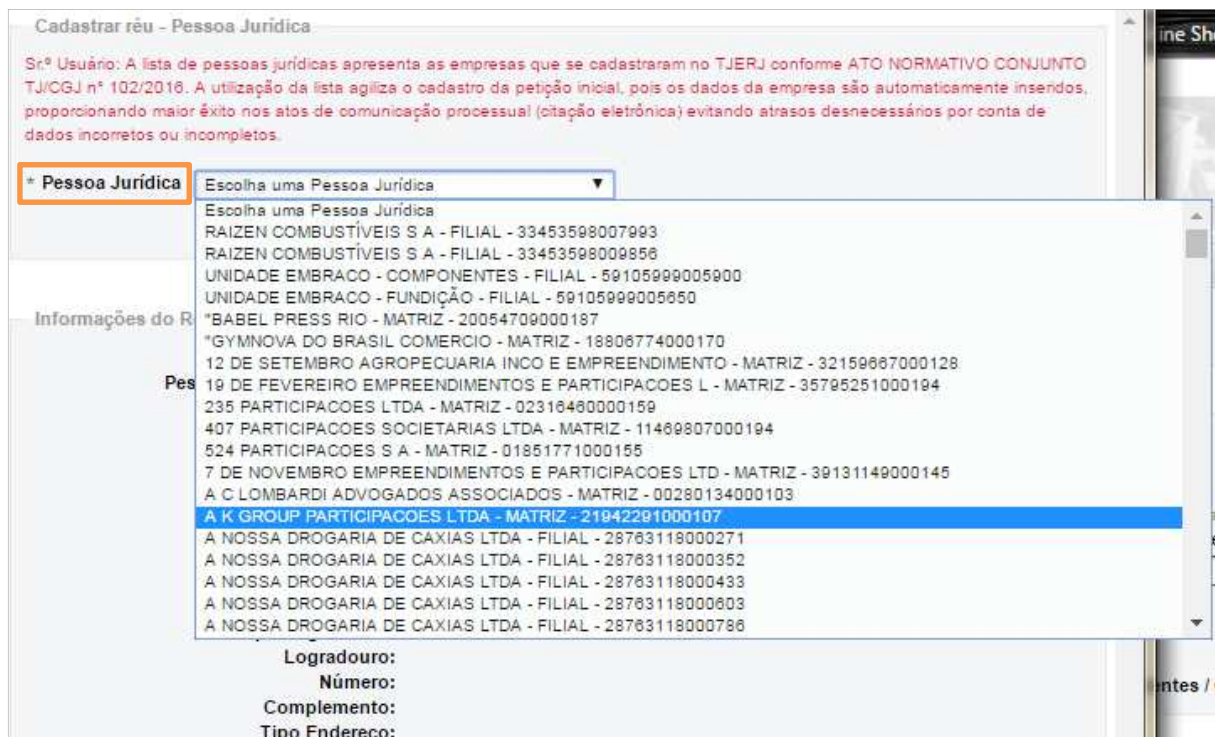 Cadastrar réu - Pessoa Jurídica
ine Sh
Sr.º Usuário: A lista de pessoas jurídicas apresenta as empresas que se cadastraram no TJERJ conforme ATO NORMATIVO CONJUNTO
TJ/CGJ nº 102/2016. A utilização da lista agiliza o cadastro da petição inicial, pois os dados da empresa são automaticamente inseridos,
proporcionando maior êxito nos atos de comunicação processual (citação eletrônica) evitando atrasos desnecessários por conta de
dados incorretos ou incompletos.
* Pessoa Jurídica Escolha uma Pessoa Jurídica
Escolha uma Pessoa Jurídica
RAIZEN COMBUSTÍVEIS S A - FILIAL - 33453598007993
RAIZEN COMBUSTÍVEIS S A - FILIAL - 33453598009856
UNIDADE EMBRACO - COMPONENTES - FILIAL - 59105999005900
UNIDADE EMBRACO - FUNDIÇÃO - FILIAL - 59105999005650
Informações do R "BABEL PRESS RIO - MATRIZ - 20054709000187
"GYMNOVA DO BRASIL COMERCIO - MATRIZ - 18806774000170
12 DE SETEMBRO AGROPECUARIA INCO E EMPREENDIMENTO - MATRIZ - 32159667000128
Pes 19 DE FEVEREIRO EMPREENDIMENTOS E PARTICIPACOES L - MATRIZ - 35795251000194
235 PARTICIPACOES LTDA - MATRIZ - 02316460000159
407 PARTICIPACOES SOCIETARIAS LTDA - MATRIZ - 11469807000194
524 PARTICIPACOES S A - MATRIZ - 01851771000155
7 DE NOVEMBRO EMPREENDIMENTOS E PARTICIPACOES LTD - MATRIZ - 39131149000145
A C LOMBARDI ADVOGADOS ASSOCIADOS - MATRIZ - 00280134000103
A K GROUP PARTICIPACOES LTDA - MATRIZ - 21942291000107
A NOSSA DROGARIA DE CAXIAS LTDA - FILIAL - 28763118000271
A NOSSA DROGARIA DE CAXIAS LTDA - FILIAL - 28763118000352
A NOSSA DROGARIA DE CAXIAS LTDA - FILIAL - 28763118000433
A NOSSA DROGARIA DE CAXIAS LTDA - FILIAL - 28763118000603
A NOSSA DROGARIA DE CAXIAS LTDA - FILIAL - 28763118000786
Logradouro:
Número:
entes /
Complemento:
Tipo Endereço: